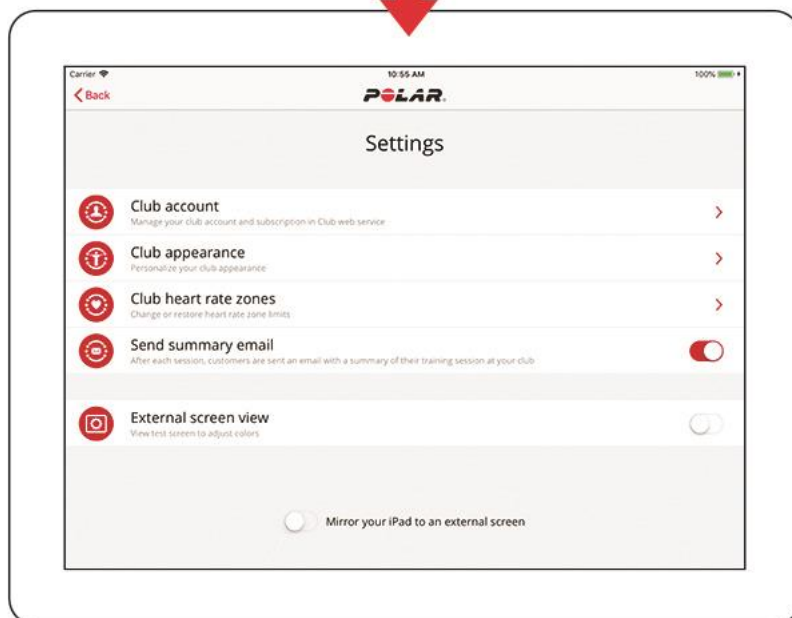 Carrier
10:55 AM
100%
Back
POLAR
Settings
Club account
Manage your club account and subscription in Club web service
Club appearance
Personalize your club appearance
Club heart rate zones
Change or restore heart rate zone limits
Send summary email
After each session, customers are sent an email with a summary of their training session at your club
External screen view
View test screen to adjust colors
Mirror your iPad to an external screen